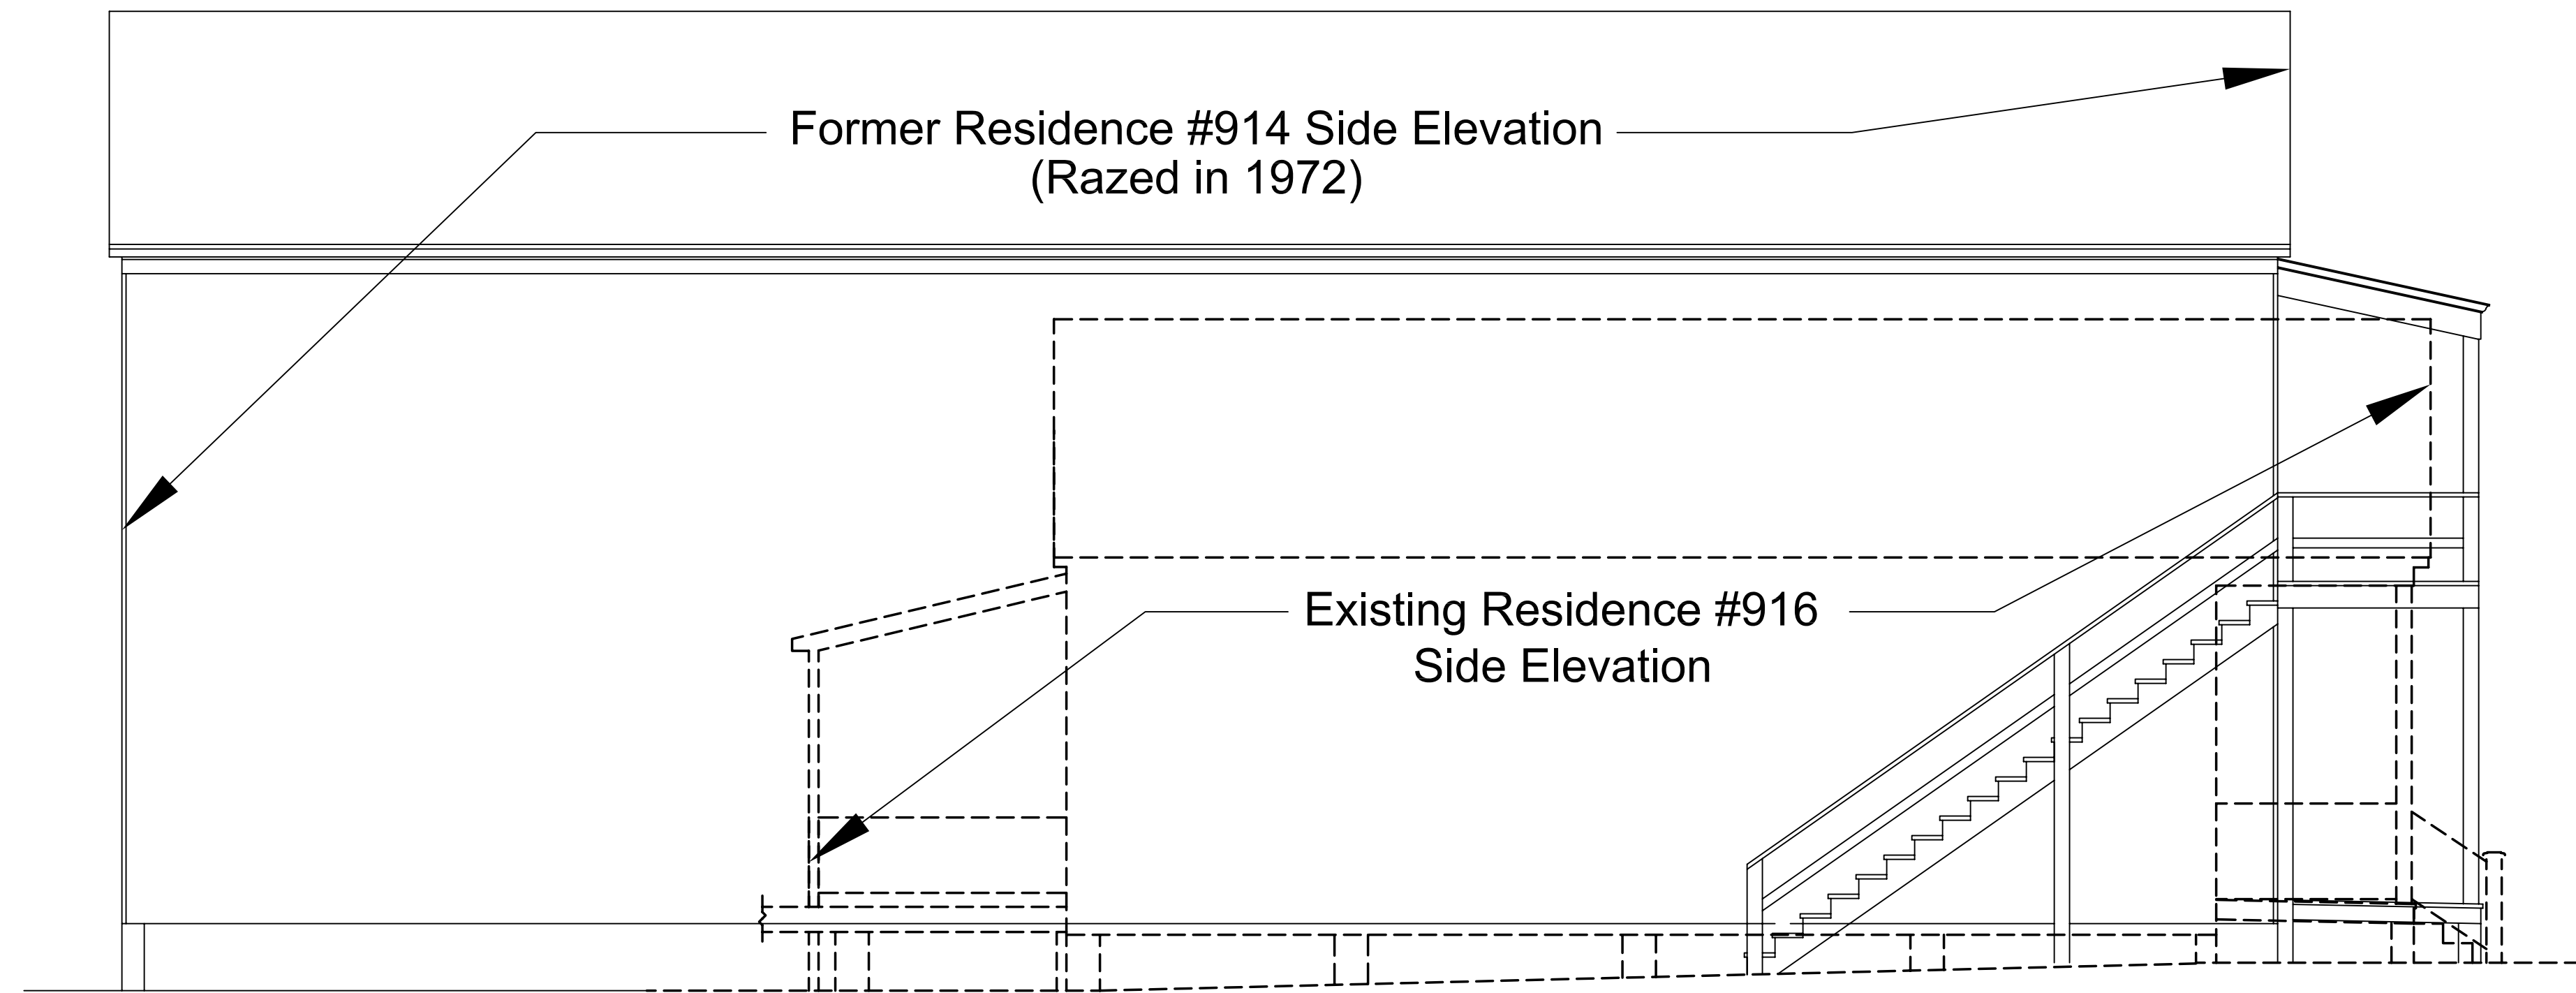 Former Residence #914 Side Elevation
(Razed in 1972)
Existing Residence #916
Side Elevation